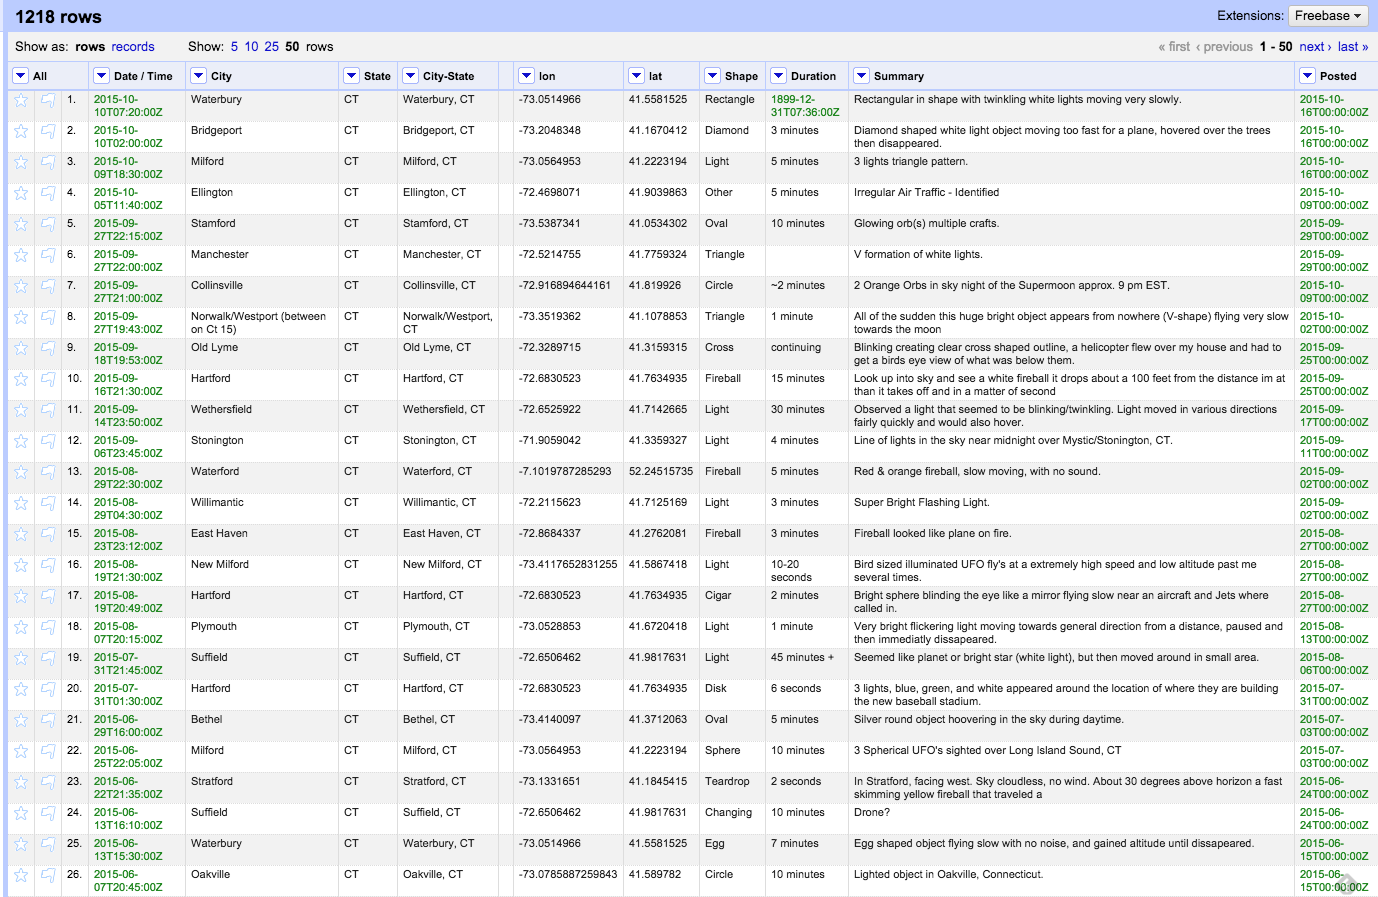 1218 rows
Extensions: Freebase
Show as: rows records Show: 5 10 25 50 rows « first ‹ previous 1 - 50 next › last »
All Date / Time City State City-State lon lat Shape Duration Summary Posted
1. 2015-10- Waterbury CT Waterbury, CT -73.0514966 41.5581525 Rectangle 1899-12- Rectangular in shape with twinkling white lights moving very slowly. 2015-10-
10T07:20:00Z 31T07:36:00Z 16T00:00:00Z
2. 2015-10- Bridgeport CT Bridgeport, CT -73.2048348 41.1670412 Diamond 3 minutes Diamond shaped white light object moving too fast for a plane, hovered over the trees 2015-10-
10T02:00:00Z then disappeared. 16T00:00:00Z
3. 2015-10- Milford CT Milford, CT -73.0564953 41.2223194 Light 5 minutes 3 lights triangle pattern. 2015-10-
09T18:30:00Z 16T00:00:00Z
4. 2015-10- Ellington CT Ellington, CT -72.4698071 41.9039863 Other 5 minutes Irregular Air Traffic - Identified 2015-10-
05T11:40:00Z 09T00:00:00Z
5. 2015-09- Stamford CT Stamford, CT -73.5387341 41.0534302 Oval 10 minutes Glowing orb(s) multiple crafts. 2015-09-
27T22:15:00Z 29T00:00:00Z
6. 2015-09- Manchester CT Manchester, CT -72.5214755 41.7759324 Triangle V formation of white lights. 2015-09-
27T22:00:00Z 29T00:00:00Z
7. 2015-09- Collinsville CT Collinsville, CT -72.916894644161 41.819926 Circle ~2 minutes 2 Orange Orbs in sky night of the Supermoon approx. 9 pm EST. 2015-10-
27T21:00:00Z 09T00:00:00Z
8. 2015-09- Norwalk/Westport (between CT Norwalk/Westport, -73.3519362 41.1078853 Triangle 1 minute All of the sudden this huge bright object appears from nowhere (V-shape) flying very slow 2015-10-
27T19:43:00Z on Ct 15) CT towards the moon 02T00:00:00Z
9. 2015-09- Old Lyme CT Old Lyme, CT -72.3289715 41.3159315 Cross continuing Blinking creating clear cross shaped outline, a helicopter flew over my house and had to 2015-09-
18T19:53:00Z get a birds eye view of what was below them. 25T00:00:00Z
10. 2015-09- Hartford CT Hartford, CT -72.6830523 41.7634935 Fireball 15 minutes Look up into sky and see a white fireball it drops about a 100 feet from the distance im at 2015-09-
16T21:30:00Z than it takes off and in a matter of second 25T00:00:00Z
11. 2015-09- Wethersfield CT Wethersfield, CT -72.6525922 41.7142665 Light 30 minutes Observed a light that seemed to be blinking/twinkling. Light moved in various directions 2015-09-
14T23:50:00Z fairly quickly and would also hover. 17T00:00:00Z
12. 2015-09- Stonington CT Stonington, CT -71.9059042 41.3359327 Light 4 minutes Line of lights in the sky near midnight over Mystic/Stonington, CT. 2015-09-
06T23:45:00Z 11T00:00:00Z
13. 2015-08- Waterford CT Waterford, CT -7.1019787285293 52.24515735 Fireball 5 minutes Red & orange fireball, slow moving, with no sound. 2015-09-
29T22:30:00Z 02T00:00:00Z
14. 2015-08- Willimantic CT Willimantic, CT -72.2115623 41.7125169 Light 3 minutes Super Bright Flashing Light. 2015-09-
29T04:30:00Z 02T00:00:00Z
15. 2015-08- East Haven CT East Haven, CT -72.8684337 41.2762081 Fireball 3 minutes Fireball looked like plane on fire. 2015-08-
23T23:12:00Z 27T00:00:00Z
16. 2015-08- New Milford CT New Milford, CT -73.4117652831255 41.5867418 Light 10-20 Bird sized illuminated UFO fly's at a extremely high speed and low altitude past me 2015-08-
19T21:30:00Z seconds several times. 27T00:00:00Z
17. 2015-08- Hartford CT Hartford, CT -72.6830523 41.7634935 Cigar 2 minutes Bright sphere blinding the eye like a mirror flying slow near an aircraft and Jets where 2015-08-
19T20:49:00Z called in. 27T00:00:00Z
18. 2015-08- Plymouth CT Plymouth, CT -73.0528853 41.6720418 Light 1 minute Very bright flickering light moving towards general direction from a distance, paused and 2015-08-
07T20:15:00Z then immediatly dissapeared. 13T00:00:00Z
19. 2015-07- Suffield CT Suffield, CT -72.6506462 41.9817631 Light 45 minutes + Seemed like planet or bright star (white light), but then moved around in small area. 2015-08-
31T21:45:00Z 06T00:00:00Z
20. 2015-07- Hartford CT Hartford, CT -72.6830523 41.7634935 Disk 6 seconds 3 lights, blue, green, and white appeared around the location of where they are building 2015-07-
31T01:30:00Z the new baseball stadium. 31T00:00:00Z
21. 2015-06- Bethel CT Bethel, CT -73.4140097 41.3712063 Oval 5 minutes Silver round object hoovering in the sky during daytime. 2015-07-
29T16:00:00Z 03T00:00:00Z
22. 2015-06- Milford CT Milford, CT -73.0564953 41.2223194 Sphere 10 minutes 3 Spherical UFO's sighted over Long Island Sound, CT 2015-07-
25T22:05:00Z 03T00:00:00Z
23. 2015-06- Stratford CT Stratford, CT -73.1331651 41.1845415 Teardrop 2 seconds In Stratford, facing west. Sky cloudless, no wind. About 30 degrees above horizon a fast 2015-06-
22T21:35:00Z skimming yellow fireball that traveled a 24T00:00:00Z
24. 2015-06- Suffield CT Suffield, CT -72.6506462 41.9817631 Changing 10 minutes Drone? 2015-06-
13T16:10:00Z 24T00:00:00Z
25. 2015-06- Waterbury CT Waterbury, CT -73.0514966 41.5581525 Egg 7 minutes Egg shaped object flying slow with no noise, and gained altitude until dissapeared. 2015-06-
13T15:30:00Z 15T00:00:00Z
26. 2015-06- Oakville CT Oakville, CT -73.0785887259843 41.589782 Circle 10 minutes Lighted object in Oakville, Connecticut. 2015-06-
07T20:45:00Z 15T00:00:00Z